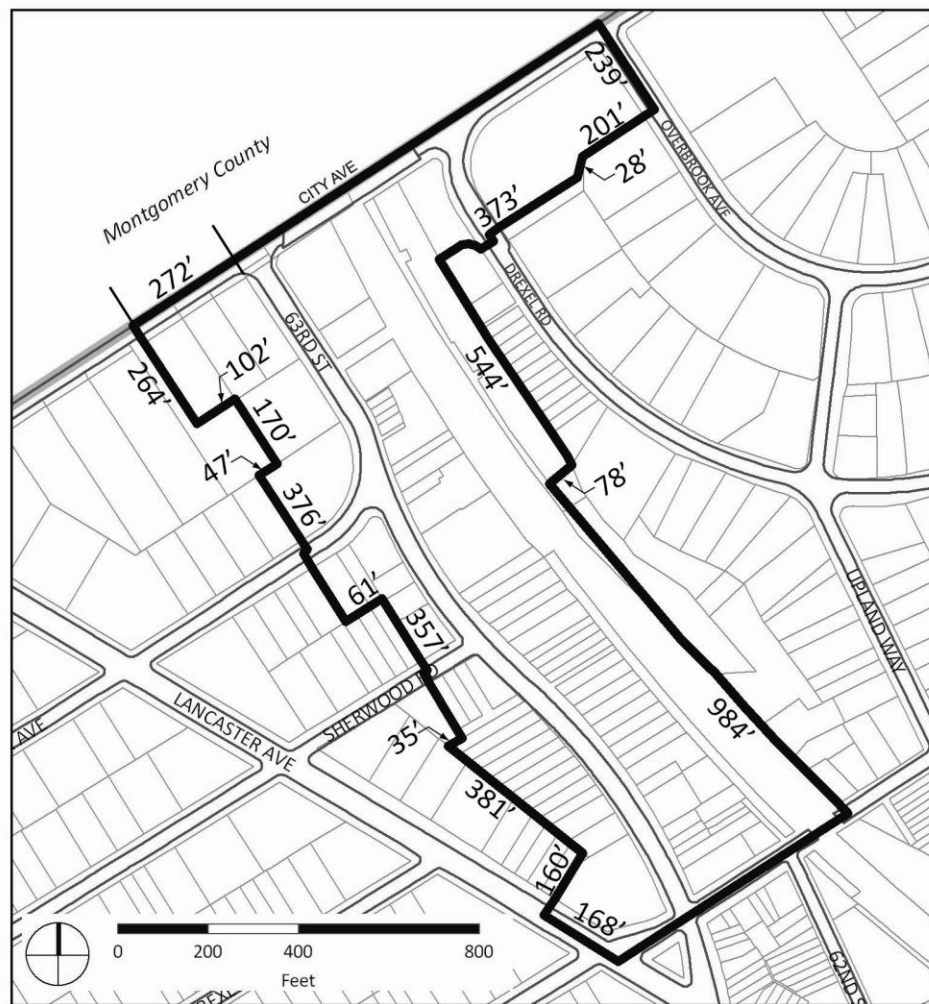 239'
201'
OVERBROOK AVE
28'
Montgomery County
CITY AVE
373'
272'
DREXEL RD
63RD ST
102'
264'
544'
170'
47'
78'
376'
61'
UPLAND WAY
357'
SHERWOOD RD
LANCASTER AVE
984'
AVE
35'
381'
160'
168'
62ND
0 200 400 800
Feet